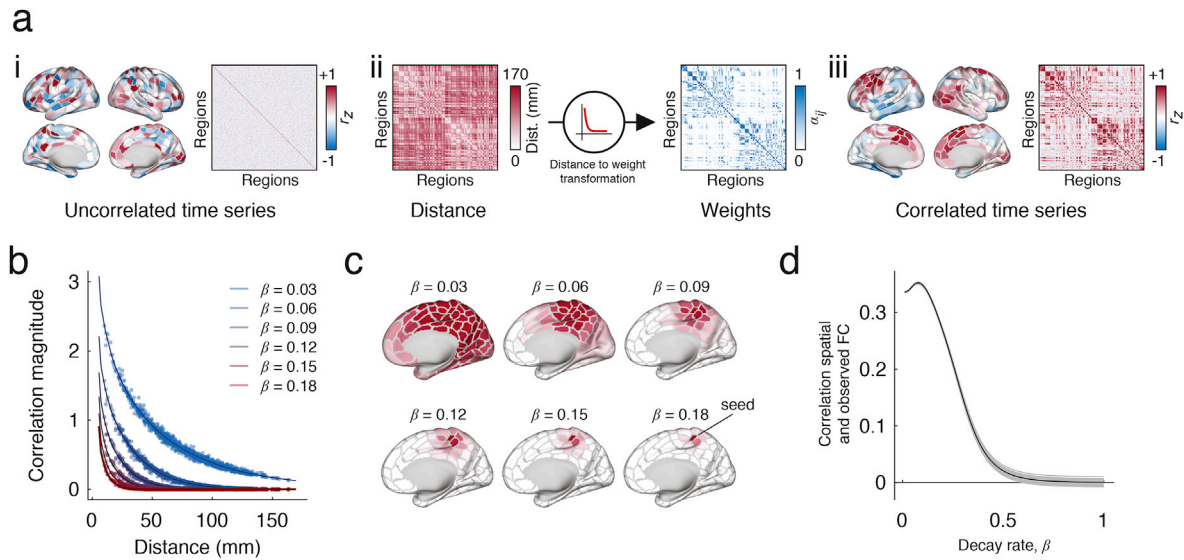 a
i
Regions
Regions
+1
r_z
-1
Uncorrelated time series
ii
Regions
Regions
170
Dist. (mm)
0
Distance
Distance to weight
transformation
Regions
Regions
1
α_ij
0
Weights
iii
Regions
Regions
+1
r_z
-1
Correlated time series
b
Correlation magnitude
3
2
1
0
0
50
100
150
Distance (mm)
β = 0.03
β = 0.06
β = 0.09
β = 0.12
β = 0.15
β = 0.18
c
β = 0.03
β = 0.06
β = 0.09
β = 0.12
β = 0.15
β = 0.18
seed
d
Correlation spatial
and observed FC
0.3
0.2
0.1
0
0
0.5
1
Decay rate, β